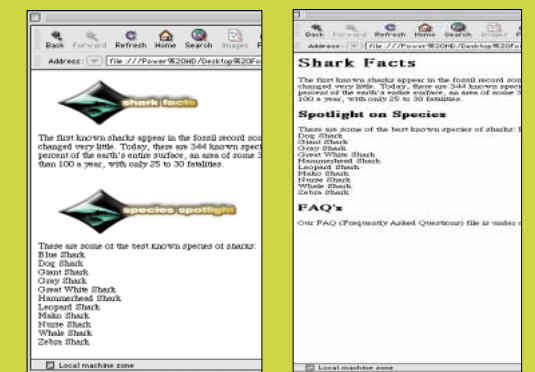 Back Forward Refresh Home Search Images
Address: file:///Power%20HD/Desktop%20Fo
shark facts
The first known sharks appear in the fossil record som
changed very little. Today, there are 344 known speci
percent of the earth's entire surface, an area of some 3
than 100 a year, with only 25 to 30 fatalities.
species spotlight
These are some of the best known species of sharks:
Blue Shark
Dog Shark
Giant Shark
Gray Shark
Great White Shark
Hammerhead Shark
Leopard Shark
Mako Shark
Nurse Shark
Whale Shark
Zebra Shark
Local machine zone
Back Forward Refresh Home Search
Address: file:///Power%20HD/Desktop%20Fo
Shark Facts
The first known sharks appear in the fossil record som
changed very little. Today, there are 344 known speci
percent of the earth's entire surface, an area of some 3
100 a year, with only 25 to 30 fatalities.
Spotlight on Species
These are some of the best known species of sharks:
Dog Shark
Giant Shark
Gray Shark
Great White Shark
Hammerhead Shark
Leopard Shark
Mako Shark
Nurse Shark
Whale Shark
Zebra Shark
FAQ's
Our FAQ (Frequently Asked Questions) file is under
Local machine zone